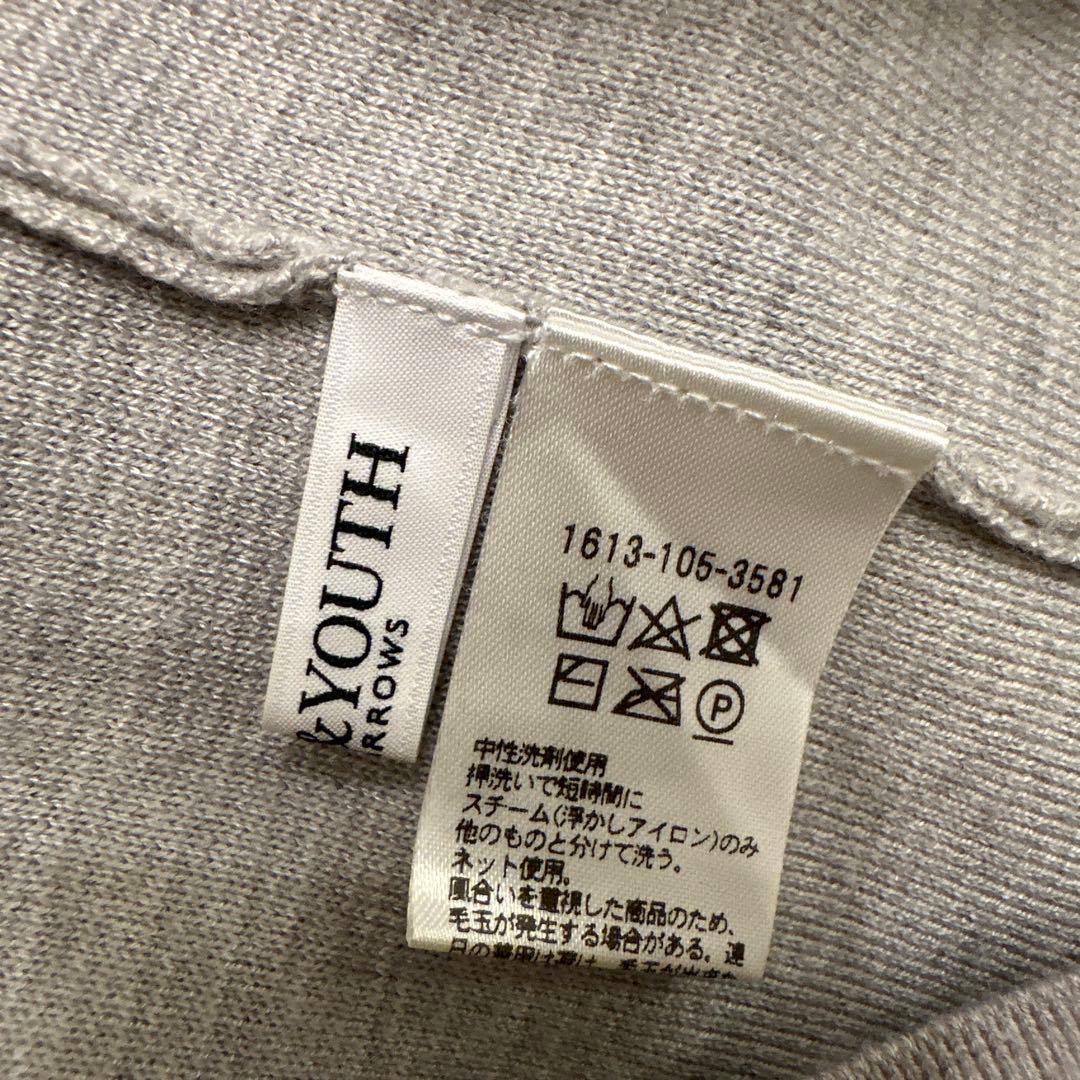 & YOUTH
RROWS
1613-105-3581
P
中性洗剤使用
押洗いで短時間に
スチーム(浮かしアイロン)のみ
他のものと分けて洗う。
ネット使用。
風合いを重視した商品のため、
毛玉が発生する場合がある。連